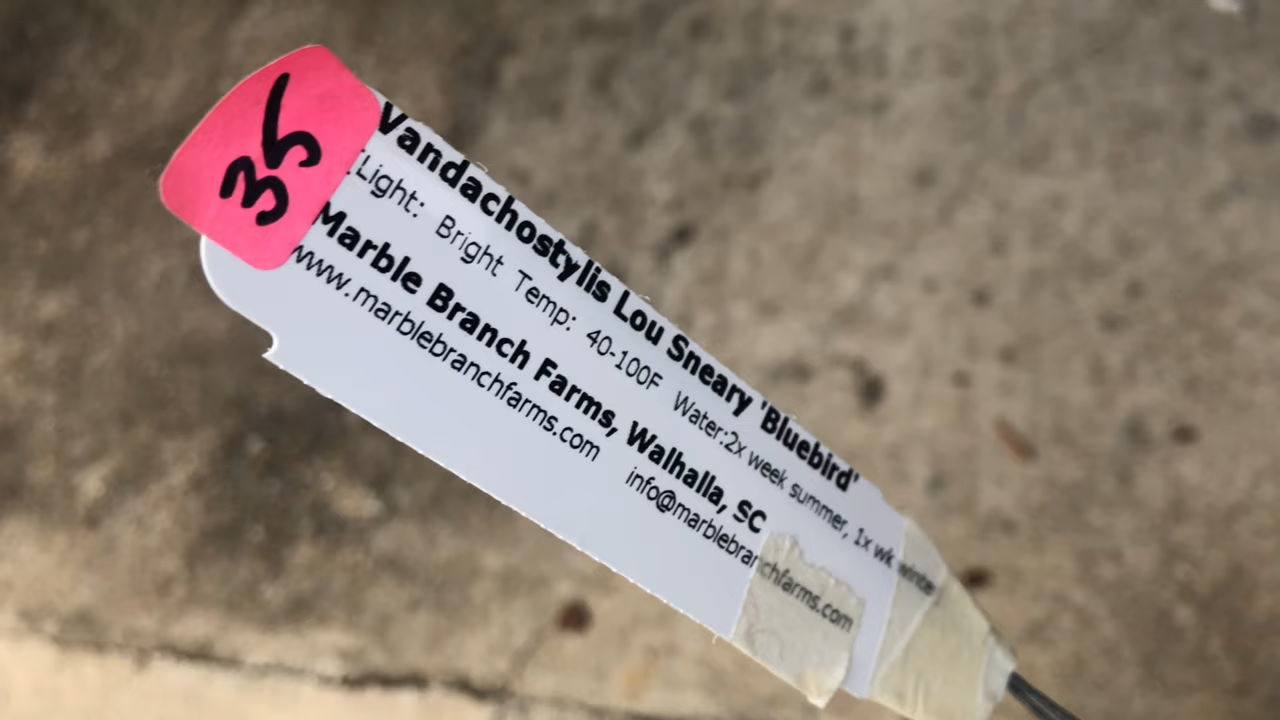 35
Vandachostylis Lou Sneary 'Bluebird'
Light: Bright Temp: 40-100F Water:2x week summer, 1x wk winter
Marble Branch Farms, Walhalla, SC
www.marblebranchfarms.com info@marblebranchfarms.com